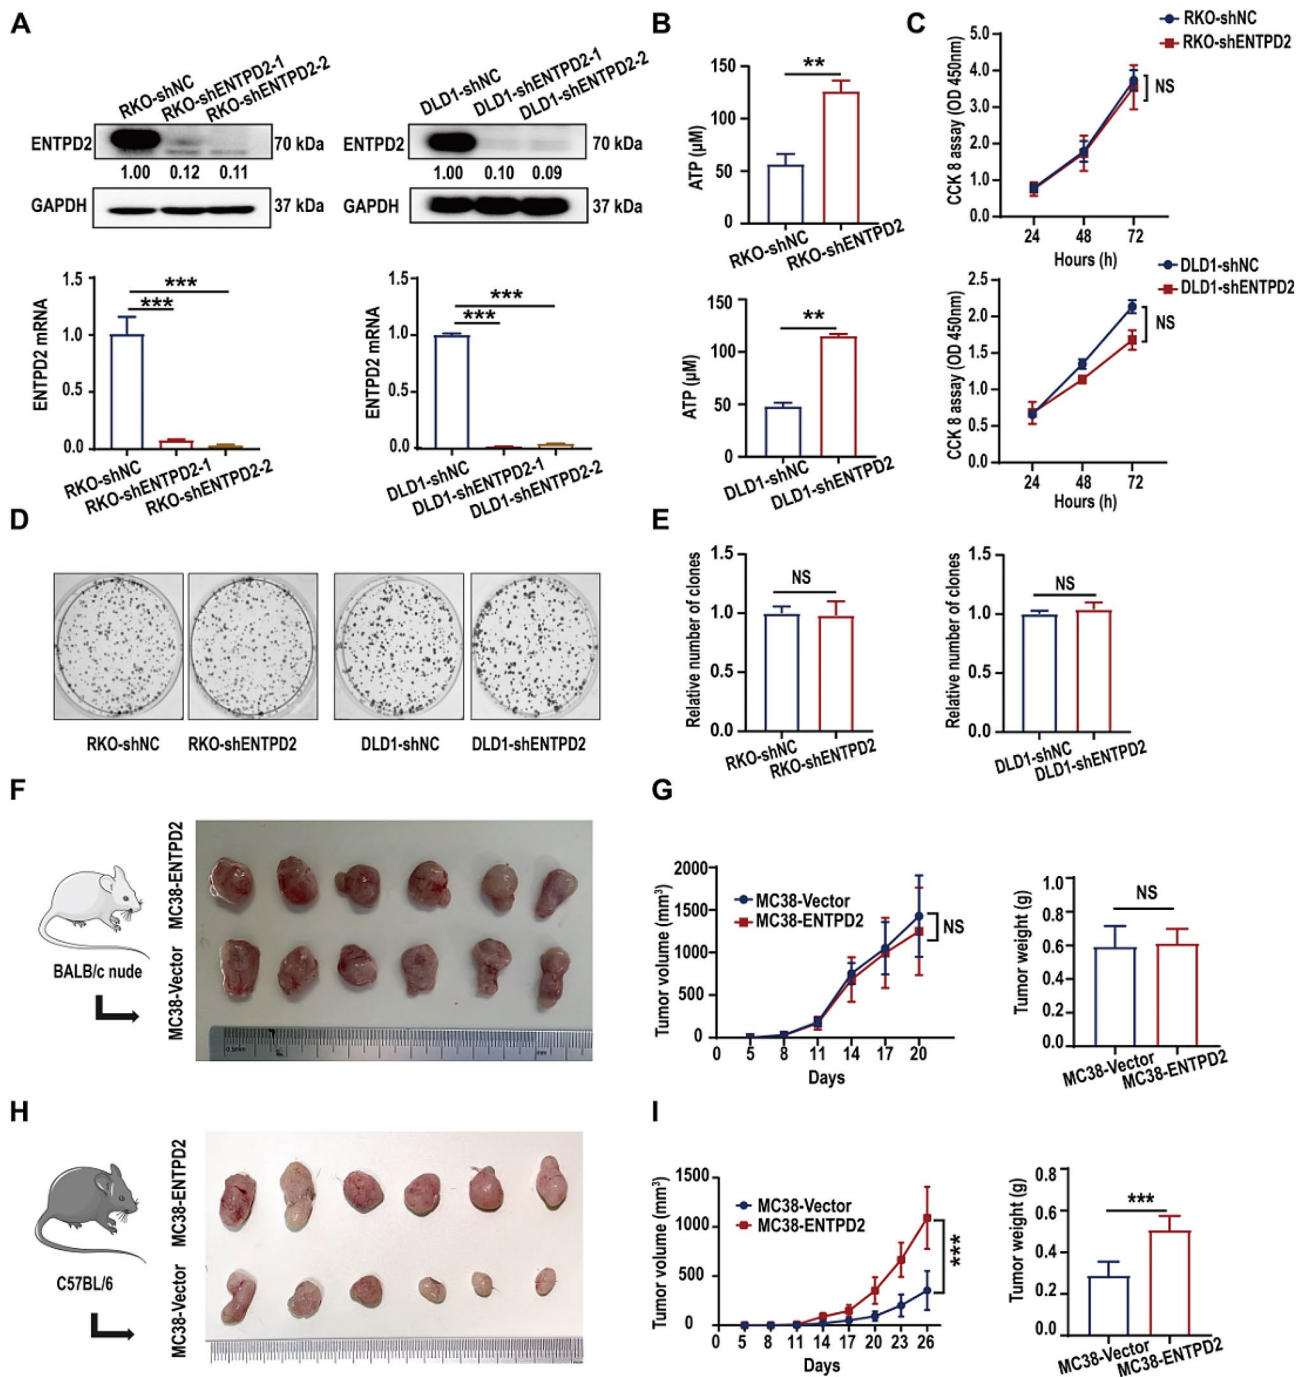 A
RKO-shNC
RKO-shENTPD2-1
RKO-shENTPD2-2
ENTPD2
70 kDa
1.00 0.12 0.11
GAPDH
37 kDa
DLD1-shNC
DLD1-shENTPD2-1
DLD1-shENTPD2-2
ENTPD2
70 kDa
1.00 0.10 0.09
GAPDH
37 kDa
ENTPD2 mRNA
1.5
1.0
0.5
0.0
***
***
RKO-shNC
RKO-shENTPD2-1
RKO-shENTPD2-2
ENTPD2 mRNA
1.5
1.0
0.5
0.0
***
***
DLD1-shNC
DLD1-shENTPD2-1
DLD1-shENTPD2-2
B
ATP (μM)
150
100
50
0
**
RKO-shNC
RKO-shENTPD2
ATP (μM)
150
100
50
0
**
DLD1-shNC
DLD1-shENTPD2
C
RKO-shNC
RKO-shENTPD2
CCK 8 assay (OD 450nm)
5.0
4.0
3.0
2.0
1.0
0.0
NS
24 48 72
Hours (h)
DLD1-shNC
DLD1-shENTPD2
CCK 8 assay (OD 450nm)
2.5
2.0
1.5
1.0
0.5
0.0
NS
24 48 72
Hours (h)
D
RKO-shNC
RKO-shENTPD2
DLD1-shNC
DLD1-shENTPD2
E
Relative number of clones
1.5
1.0
0.5
0.0
NS
RKO-shNC
RKO-shENTPD2
Relative number of clones
1.5
1.0
0.5
0.0
NS
DLD1-shNC
DLD1-shENTPD2
F
BALB/c nude
MC38-ENTPD2
MC38-Vector
0.5mm
G
MC38-Vector
MC38-ENTPD2
Tumor volume (mm³)
2000
1500
1000
500
0
NS
0 5 8 11 14 17 20
Days
Tumor weight (g)
1.0
0.8
0.6
0.4
0.2
0.0
NS
MC38-Vector
MC38-ENTPD2
H
C57BL/6
MC38-ENTPD2
MC38-Vector
I
MC38-Vector
MC38-ENTPD2
Tumor volume (mm³)
1500
1000
500
0
***
0 5 8 11 14 17 20 23 26
Days
Tumor weight (g)
0.8
0.6
0.4
0.2
0.0
***
MC38-Vector
MC38-ENTPD2